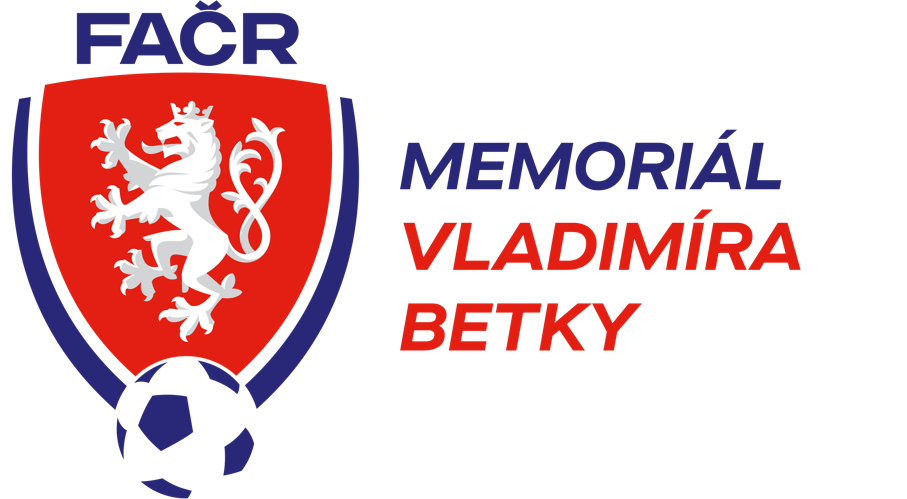 FAČR
MEMORIÁL
VLADIMÍRA
BETKY